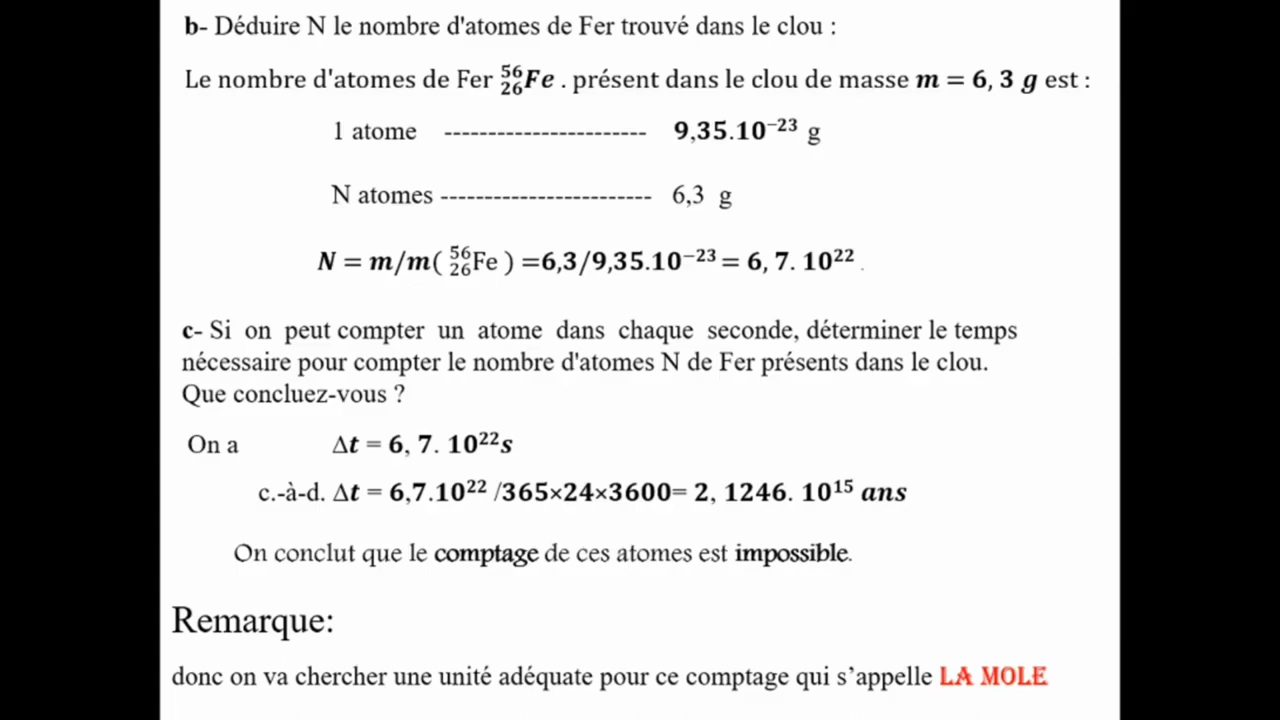 b- Déduire N le nombre d'atomes de Fer trouvé dans le clou :
Le nombre d'atomes de Fer ⁵⁶₂₆Fe . présent dans le clou de masse m = 6, 3 g est :
1 atome ----------------------- 9,35.10⁻²³ g
N atomes ------------------------ 6,3 g
N = m/m( ⁵⁶₂₆Fe ) =6,3/9,35.10⁻²³ = 6, 7. 10²² .
c- Si on peut compter un atome dans chaque seconde, déterminer le temps
nécessaire pour compter le nombre d'atomes N de Fer présents dans le clou.
Que concluez-vous ?
On a Δt = 6, 7. 10²²s
c.-à-d. Δt = 6,7.10²² /365×24×3600= 2, 1246. 10¹⁵ ans
On conclut que le comptage de ces atomes est impossible.
Remarque:
donc on va chercher une unité adéquate pour ce comptage qui s’appelle LA MOLE